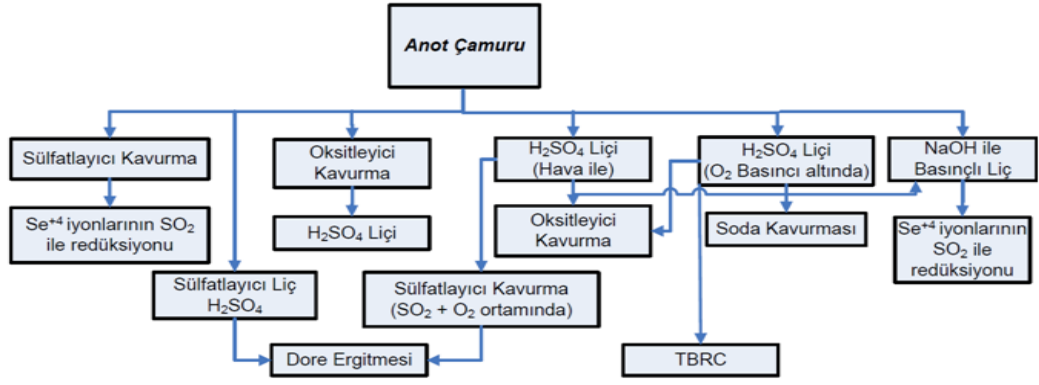 Anot Çamuru
Sülfatlayıcı Kavurma
Oksitleyici
Kavurma
H₂SO₄ Liçi
(Hava ile)
H₂SO₄ Liçi
(O₂ Basıncı altında)
NaOH ile
Basınçlı Liç
Se⁺⁴ iyonlarının SO₂
ile redüksiyonu
H₂SO₄ Liçi
Oksitleyici
Kavurma
Soda Kavurması
Se⁺⁴ iyonlarının
SO₂ ile
redüksiyonu
Sülfatlayıcı Liç
H₂SO₄
Sülfatlayıcı Kavurma
(SO₂ + O₂ ortamında)
Dore Ergitmesi
TBRC